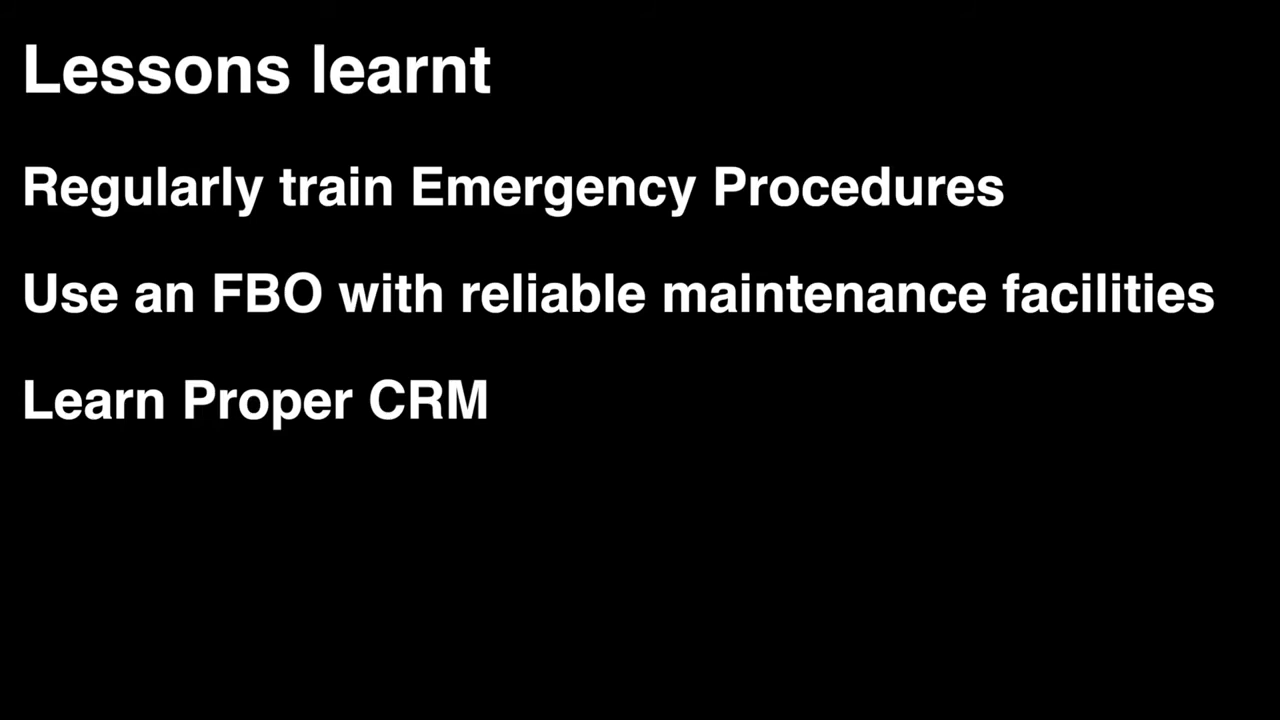 Lessons learnt
Regularly train Emergency Procedures
Use an FBO with reliable maintenance facilities
Learn Proper CRM